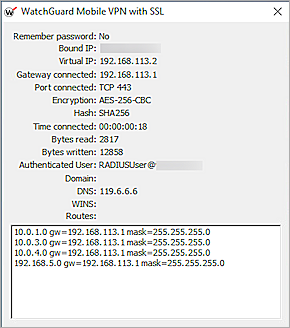 WatchGuard Mobile VPN with SSL
Remember password: No
Bound IP:
Virtual IP: 192.168.113.2
Gateway connected: 192.168.113.1
Port connected: TCP 443
Encryption: AES-256-CBC
Hash: SHA256
Time connected: 00:00:00:18
Bytes read: 2817
Bytes written: 12858
Authenticated User: RADIUSUser@
Domain:
DNS: 119.6.6.6
WINS:
Routes:
10.0.1.0 gw=192.168.113.1 mask=255.255.255.0
10.0.3.0 gw=192.168.113.1 mask=255.255.255.0
10.0.4.0 gw=192.168.113.1 mask=255.255.255.0
192.168.5.0 gw=192.168.113.1 mask=255.255.255.0